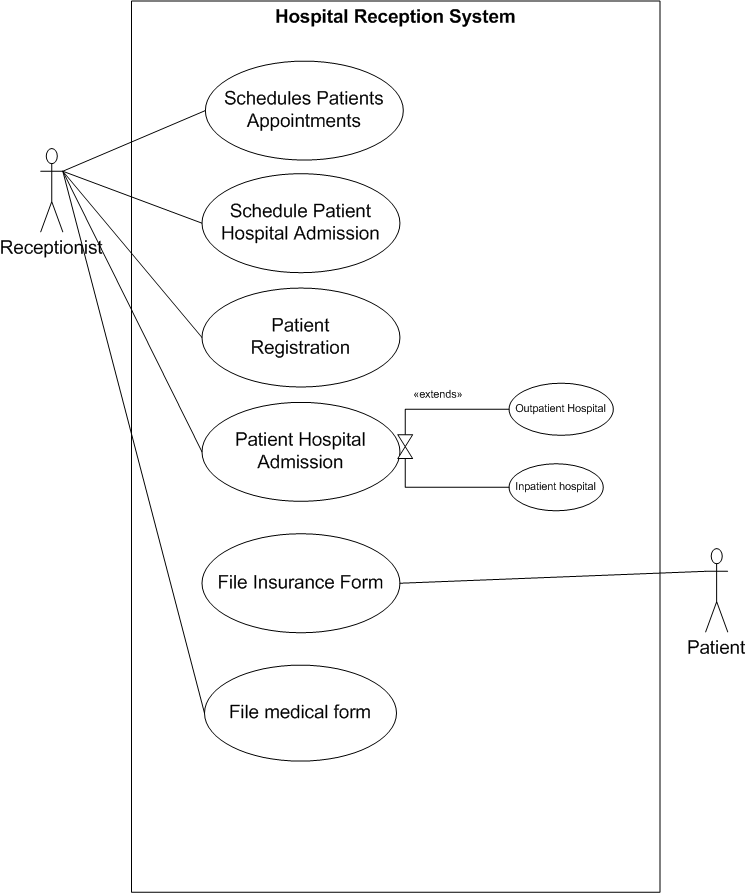 Hospital Reception System
Schedules Patients
Appointments
Receptionist
Schedule Patient
Hospital Admission
Patient
Registration
«extends»
Outpatient Hospital
Patient Hospital
Admission
Inpatient hospital
File Insurance Form
Patient
File medical form